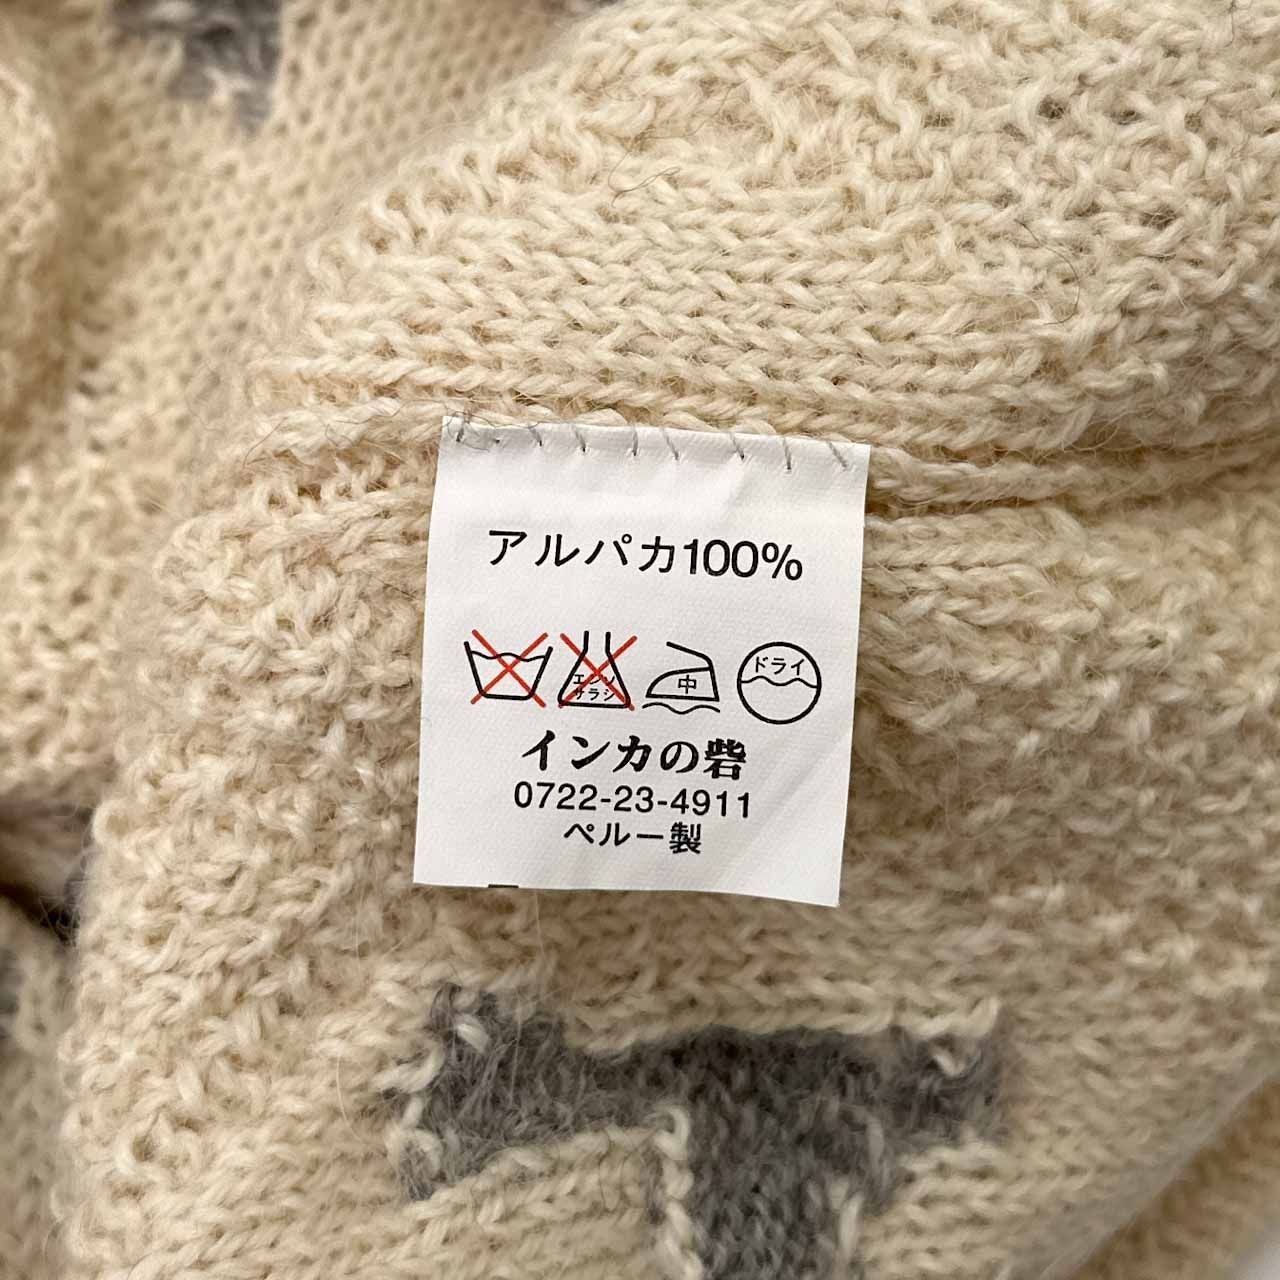 アルパカ100%
エンソ
サラシ
中
ドライ
インカの砦
0722-23-4911
ペルー製